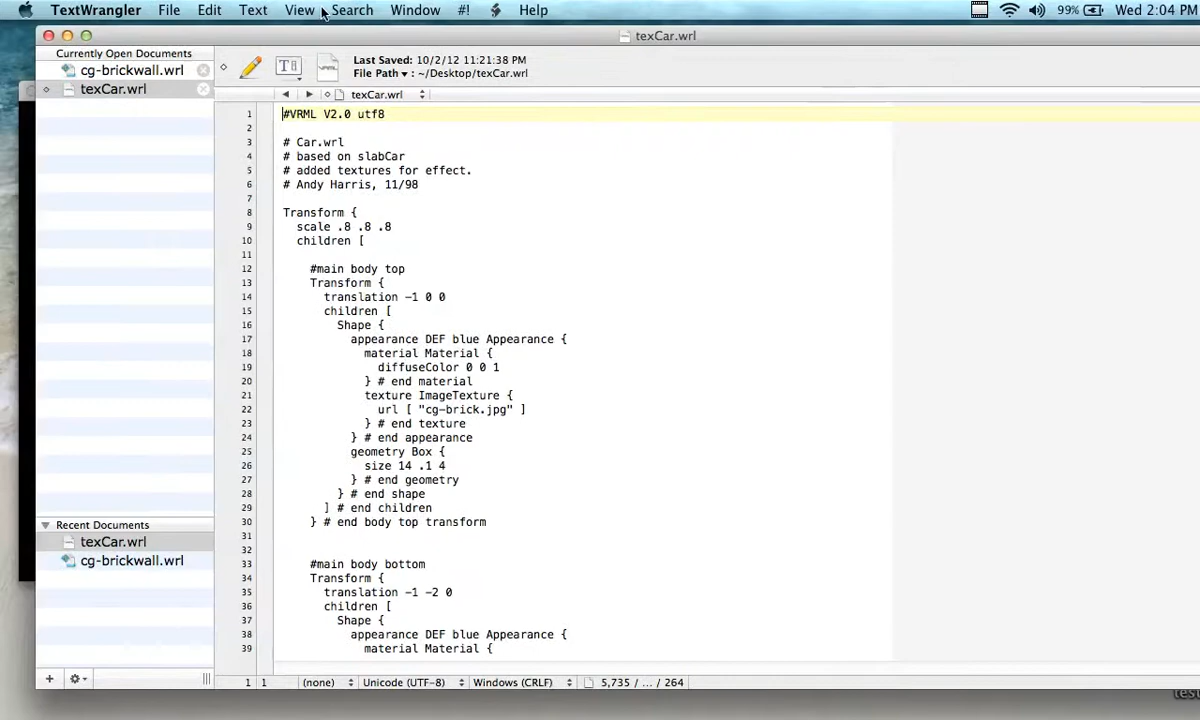 TextWrangler File Edit Text View Search Window #! Help 99% Wed 2:04 PM
texCar.wrl
Currently Open Documents
cg-brickwall.wrl
texCar.wrl
Last Saved: 10/2/12 11:21:38 PM
File Path ▾ : ~/Desktop/texCar.wrl
texCar.wrl
1 #VRML V2.0 utf8
2
3 # Car.wrl
4 # based on slabCar
5 # added textures for effect.
6 # Andy Harris, 11/98
7
8 Transform {
9 scale .8 .8 .8
10 children [
11
12 #main body top
13 Transform {
14 translation -1 0 0
15 children [
16 Shape {
17 appearance DEF blue Appearance {
18 material Material {
19 diffuseColor 0 0 1
20 } # end material
21 texture ImageTexture {
22 url [ "cg-brick.jpg" ]
23 } # end texture
24 } # end appearance
25 geometry Box {
26 size 14 .1 4
27 } # end geometry
28 } # end shape
29 ] # end children
30 } # end body top transform
31
32
33 #main body bottom
34 Transform {
35 translation -1 -2 0
36 children [
37 Shape {
38 appearance DEF blue Appearance {
39 material Material {
Recent Documents
texCar.wrl
cg-brickwall.wrl
1 1 (none) Unicode (UTF-8) Windows (CRLF) 5,735 / ... / 264